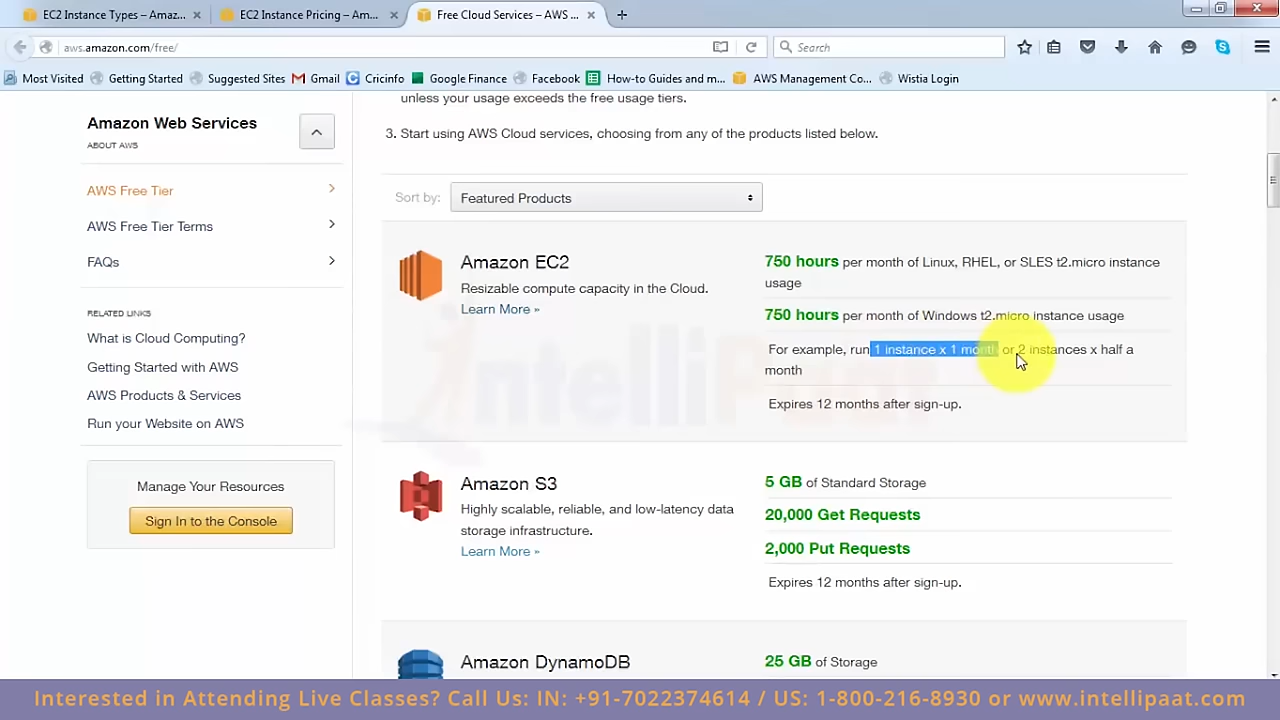 EC2 Instance Types – Amaz...
EC2 Instance Pricing – Am...
Free Cloud Services – AWS ...
aws.amazon.com/free/
Search
Most Visited
Getting Started
Suggested Sites
Gmail
Cricinfo
Google Finance
Facebook
How-to Guides and m...
AWS Management Co...
Wistia Login
Amazon Web Services
ABOUT AWS
AWS Free Tier
AWS Free Tier Terms
FAQs
RELATED LINKS
What is Cloud Computing?
Getting Started with AWS
AWS Products & Services
Run your Website on AWS
Manage Your Resources
Sign In to the Console
unless your usage exceeds the free usage tiers.
3. Start using AWS Cloud services, choosing from any of the products listed below.
Sort by: Featured Products
Amazon EC2
Resizable compute capacity in the Cloud.
Learn More »
750 hours per month of Linux, RHEL, or SLES t2.micro instance
usage
750 hours per month of Windows t2.micro instance usage
For example, run 1 instance x 1 month or 2 instances x half a
month
Expires 12 months after sign-up.
Amazon S3
Highly scalable, reliable, and low-latency data
storage infrastructure.
Learn More »
5 GB of Standard Storage
20,000 Get Requests
2,000 Put Requests
Expires 12 months after sign-up.
Amazon DynamoDB
25 GB of Storage
intelliPaat
Interested in Attending Live Classes? Call Us: IN: +91-7022374614 / US: 1-800-216-8930 or www.intellipaat.com